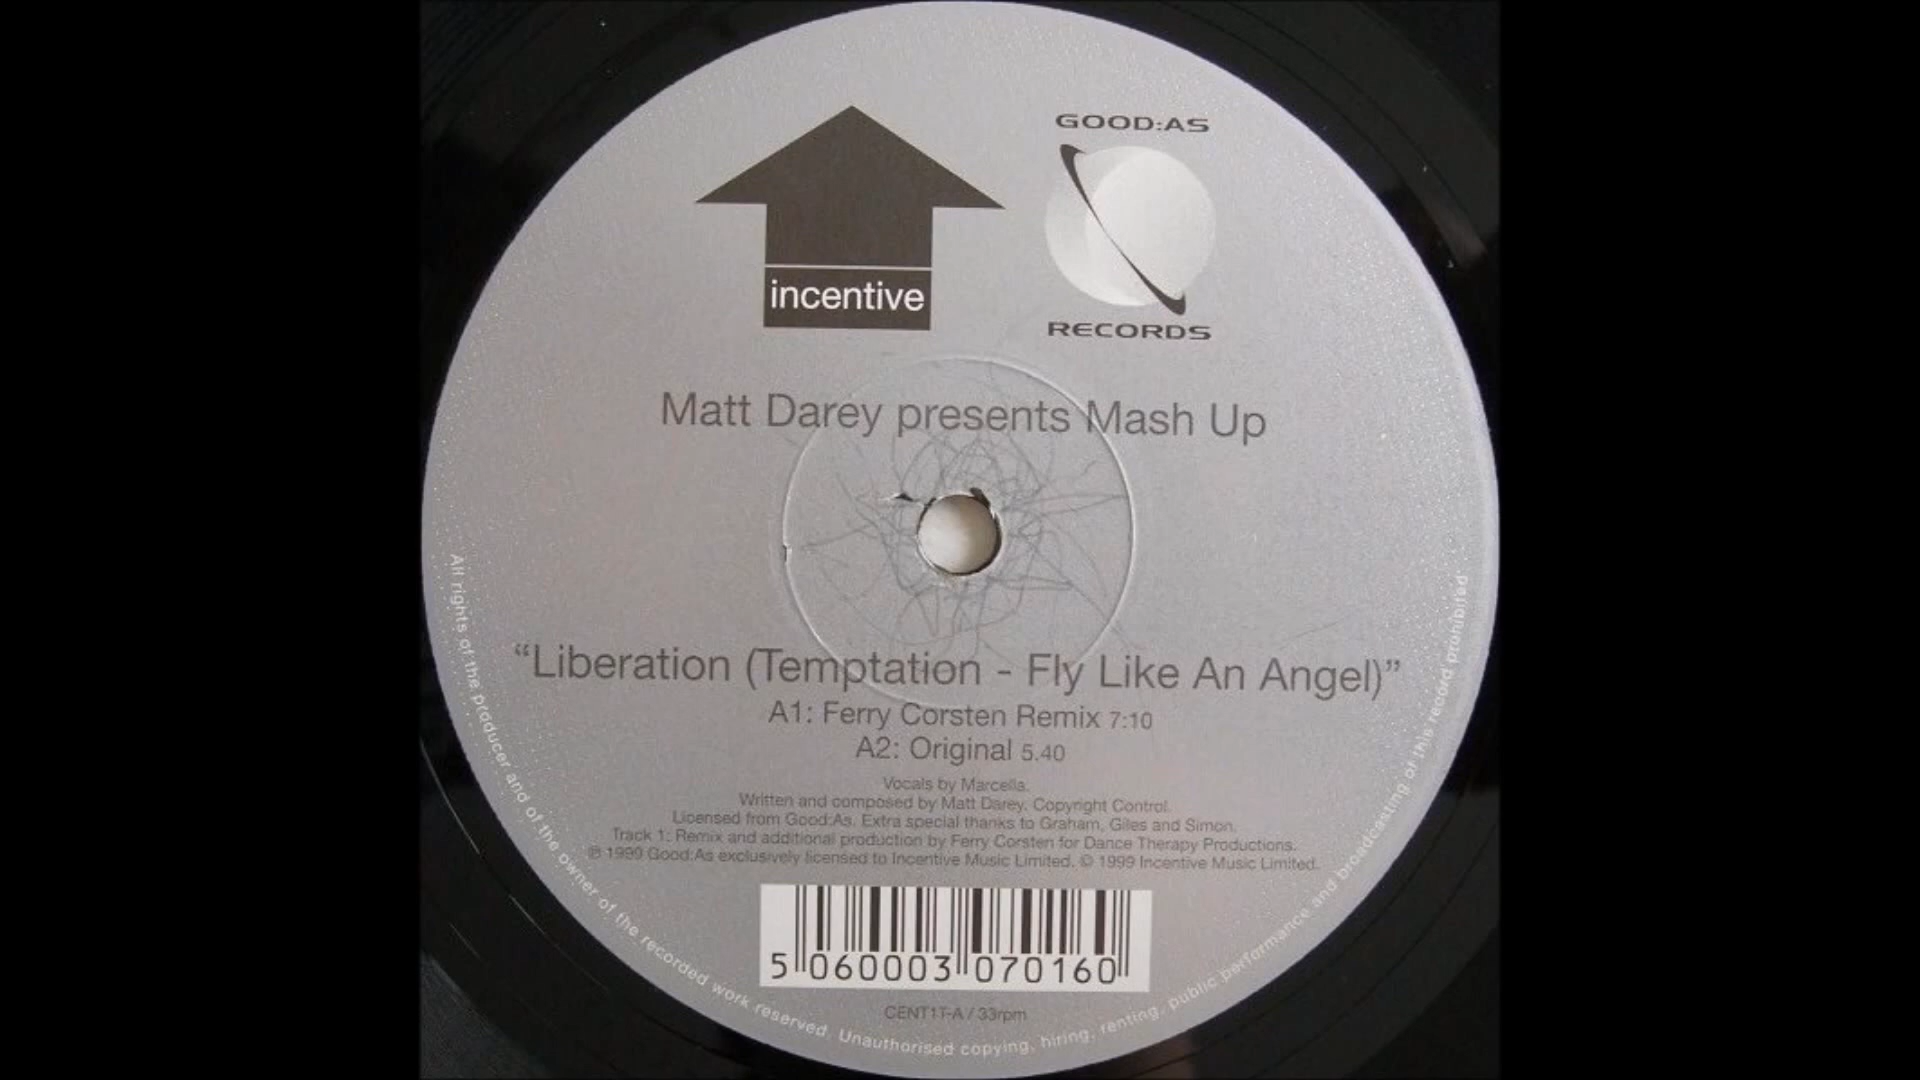 incentive
GOOD:AS
RECORDS
Matt Darey presents Mash Up
“Liberation (Temptation - Fly Like An Angel)”
A1: Ferry Corsten Remix 7:10
A2: Original 5.40
Vocals by Marcella.
Written and composed by Matt Darey. Copyright Control.
Licensed from Good:As. Extra special thanks to Graham, Giles and Simon.
Track 1: Remix and additional production by Ferry Corsten for Dance Therapy Productions.
℗ 1999 Good:As exclusively licensed to Incentive Music Limited. © 1999 Incentive Music Limited.
5 060003 070160
CENT1T-A / 33rpm
All rights of the producer and of the owner of the recorded work reserved. Unauthorised copying, hiring, renting, public performance and broadcasting of this record prohibited.